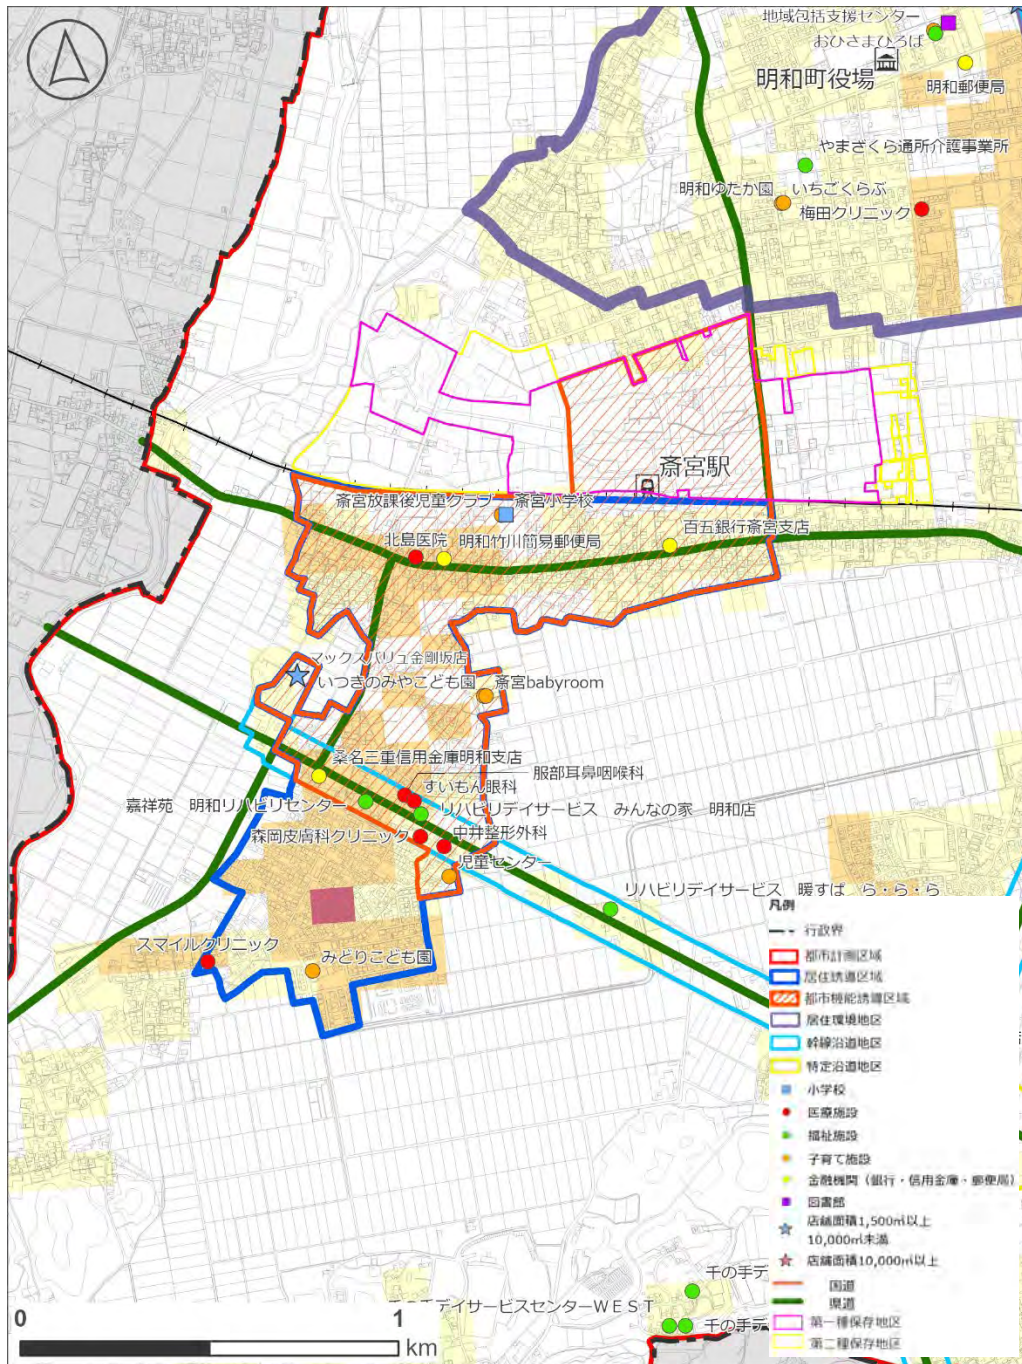 地域包括支援センター
おひさまひろば
明和町役場
明和郵便局
やまざくら通所介護事業所
明和ゆたか園
いちごくらぶ
梅田クリニック
斎宮駅
斎宮放課後児童クラブ
斎宮小学校
百五銀行斎宮支店
北島医院
明和竹川簡易郵便局
マックスバリュ金剛坂店
いつきのみやこども園
斎宮babyroom
桑名三重信用金庫明和支店
服部耳鼻咽喉科
すいもん眼科
嘉祥苑 明和リハビリセンター
リハビリデイサービス みんなの家 明和店
森岡皮膚科クリニック
中井整形外科
児童センター
リハビリデイサービス 暖すぱ ら・ら・ら
スマイルクリニック
みどりこども園
凡例
行政界
都市計画区域
居住誘導区域
都市機能誘導区域
居住環境地区
幹線沿道地区
特定沿道地区
小学校
医療施設
福祉施設
子育て施設
金融機関（銀行・信用金庫・郵便局）
図書館
店舗面積1,500㎡以上
10,000㎡未満
店舗面積10,000㎡以上
国道
県道
第一種保存地区
第二種保存地区
千の手デ
デイサービスセンターWEST
千の手デ
0 1
km